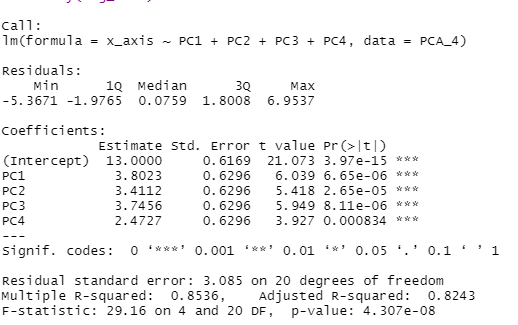 Call:
lm(formula = x_axis ~ PC1 + PC2 + PC3 + PC4, data = PCA_4)
Residuals:
Min 1Q Median 3Q Max
-5.3671 -1.9765 0.0759 1.8008 6.9537
Coefficients:
Estimate Std. Error t value Pr(>|t|)
(Intercept) 13.0000 0.6169 21.073 3.97e-15 ***
PC1 3.8023 0.6296 6.039 6.65e-06 ***
PC2 3.4112 0.6296 5.418 2.65e-05 ***
PC3 3.7456 0.6296 5.949 8.11e-06 ***
PC4 2.4727 0.6296 3.927 0.000834 ***
---
Signif. codes: 0 ‘***’ 0.001 ‘**’ 0.01 ‘*’ 0.05 ‘.’ 0.1 ‘ ’ 1
Residual standard error: 3.085 on 20 degrees of freedom
Multiple R-squared: 0.8536, Adjusted R-squared: 0.8243
F-statistic: 29.16 on 4 and 20 DF, p-value: 4.307e-08